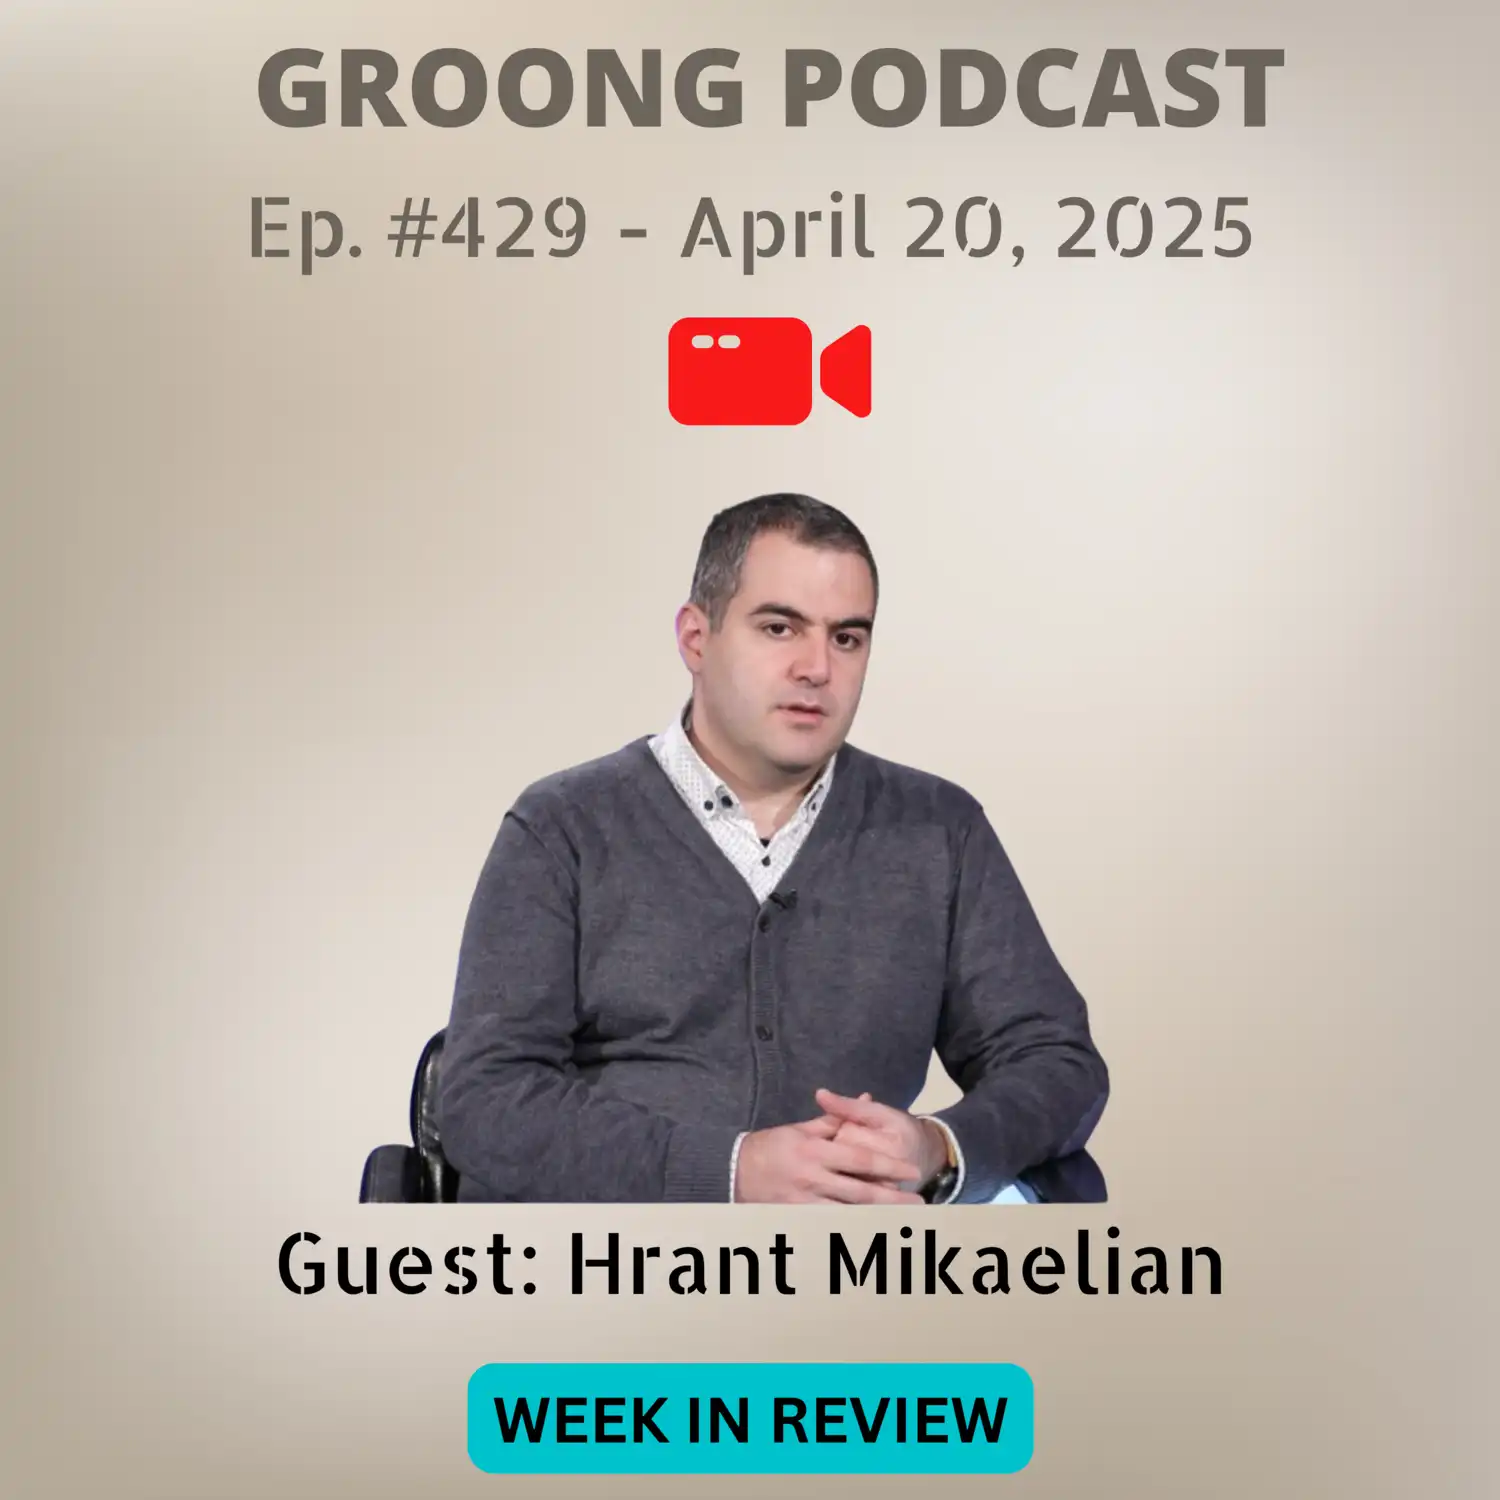 GROONG PODCAST
Ep. #429 - April 20, 2025
Guest: Hrant Mikaelian
WEEK IN REVIEW